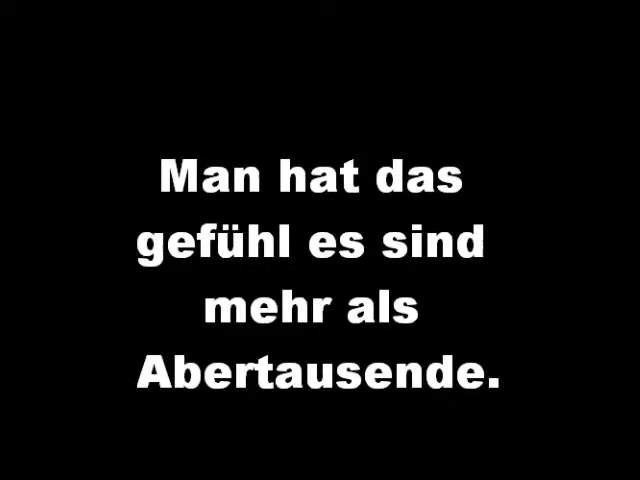 Man hat das
gefühl es sind
mehr als
Abertausende.